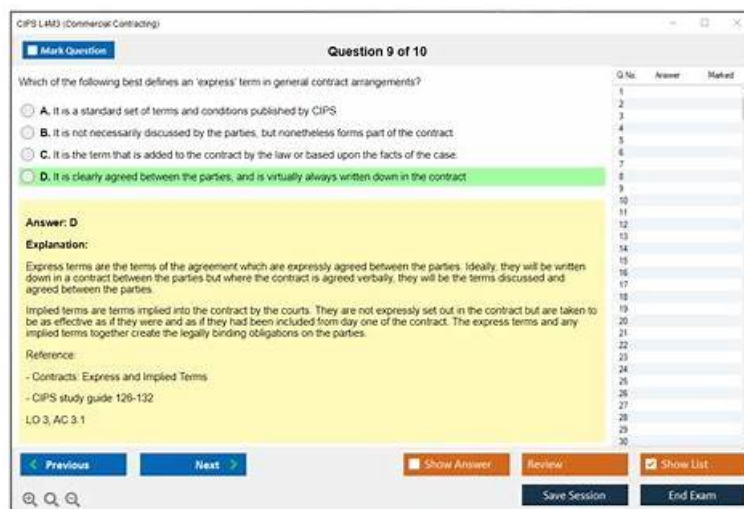 CIPS L4M3 (Commercial Contracting)
Mark Question
Question 9 of 10
Which of the following best defines an 'express' term in general contract arrangements?
A. It is a standard set of terms and conditions published by CIPS
B. It is not necessarily discussed by the parties, but nonetheless forms part of the contract
C. It is the term that is added to the contract by the law or based upon the facts of the case.
D. It is clearly agreed between the parties, and is virtually always written down in the contract
Answer: D
Explanation:
Express terms are the terms of the agreement which are expressly agreed between the parties. Ideally, they will be written
down in a contract between the parties but where the contract is agreed verbally, they will be the terms discussed and
agreed between the parties.
Implied terms are terms implied into the contract by the courts. They are not expressly set out in the contract but are taken to
be as effective as if they were and as if they had been included from day one of the contract. The express terms and any
implied terms together create the legally binding obligations on the parties.
Reference:
- Contracts: Express and Implied Terms
- CIPS study guide 126-132
LO 3, AC 3.1
Q.No. Answer Marked
1
2
3
4
5
6
7
8
9
10
11
12
13
14
15
16
17
18
19
20
21
22
23
24
25
26
27
28
29
30
Previous
Next
Show Answer
Review
Show List
Save Session
End Exam